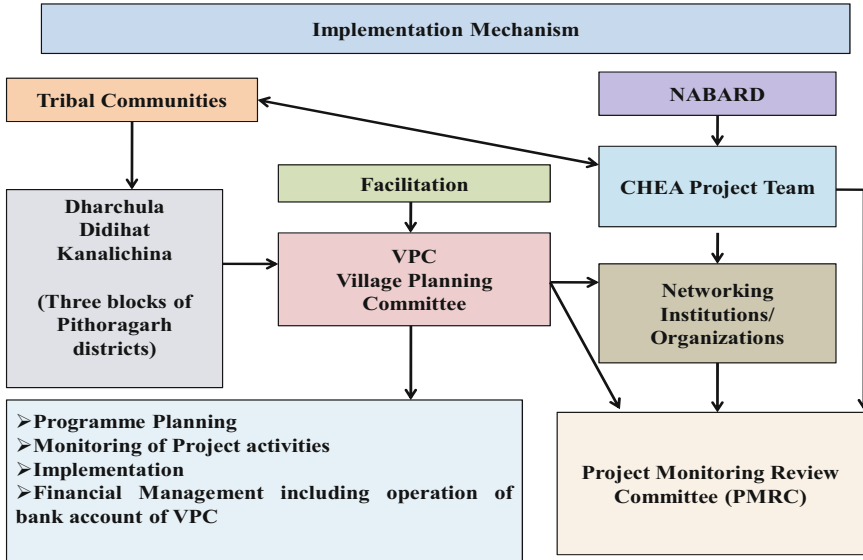 Implementation Mechanism
Tribal Communities
NABARD
Facilitation
CHEA Project Team
Dharchula
Didihat
Kanalichina
(Three blocks of
Pithoragarh
districts)
VPC
Village Planning
Committee
Networking
Institutions/
Organizations
➢Programme Planning
➢Monitoring of Project activities
➢Implementation
➢Financial Management including operation of
bank account of VPC
Project Monitoring Review
Committee (PMRC)